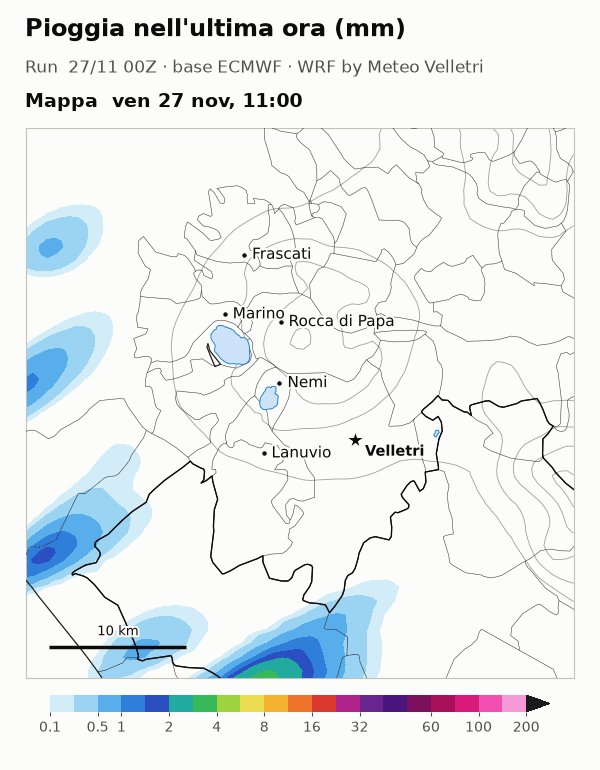 Pioggia nell'ultima ora (mm)
Run  27/11 00Z · base ECMWF · WRF by Meteo Velletri
Mappa  ven 27 nov, 11:00
Frascati
Marino
Rocca di Papa
Nemi
Velletri
Lanuvio
10 km
0.1 0.5 1 2 4 8 16 32 60 100 200